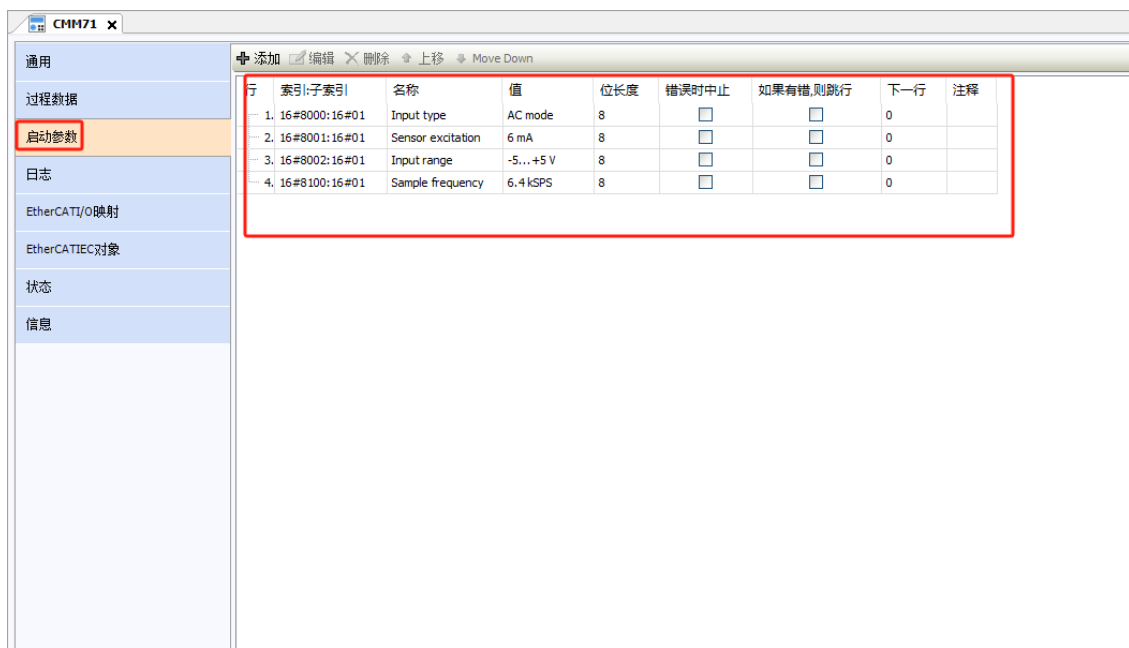 CMM71 x
通用
过程数据
启动参数
日志
EtherCATI/O映射
EtherCATIEC对象
状态
信息
添加 编辑 删除 上移 Move Down
行 索引:子索引 名称 值 位长度 错误时中止 如果有错,则跳行 下一行 注释
1. 16#8000:16#01 Input type AC mode 8 0
2. 16#8001:16#01 Sensor excitation 6 mA 8 0
3. 16#8002:16#01 Input range -5...+5 V 8 0
4. 16#8100:16#01 Sample frequency 6.4 kSPS 8 0